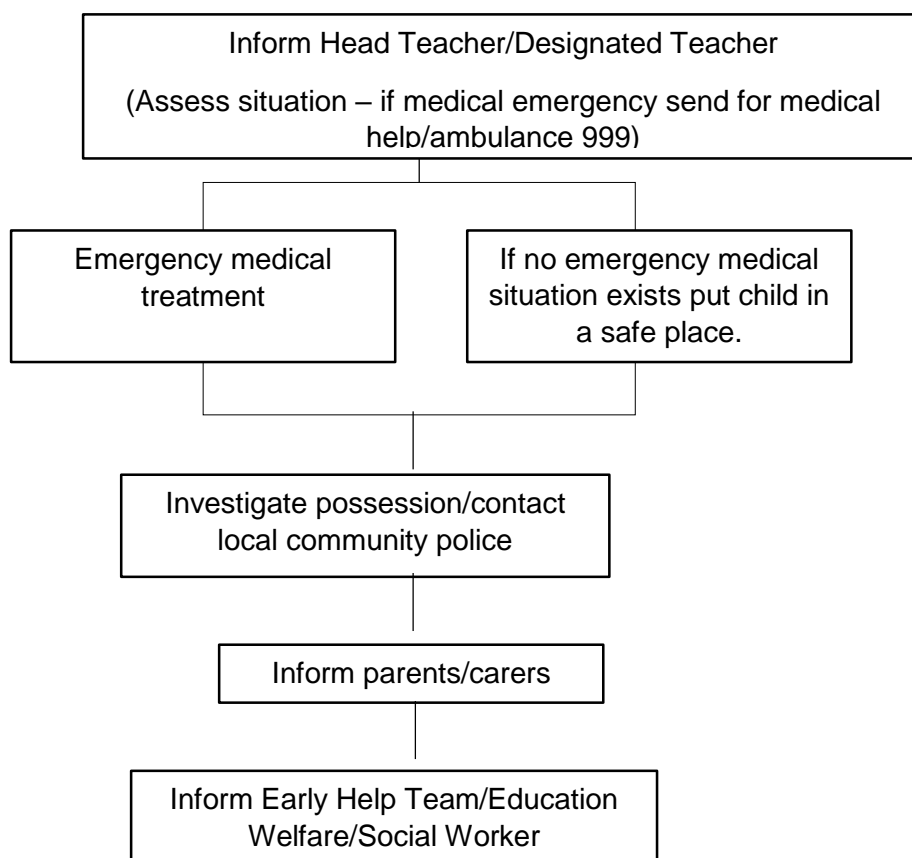 Inform Head Teacher/Designated Teacher
(Assess situation – if medical emergency send for medical
help/ambulance 999)
Emergency medical
treatment
If no emergency medical
situation exists put child in
a safe place.
Investigate possession/contact
local community police
Inform parents/carers
Inform Early Help Team/Education
Welfare/Social Worker